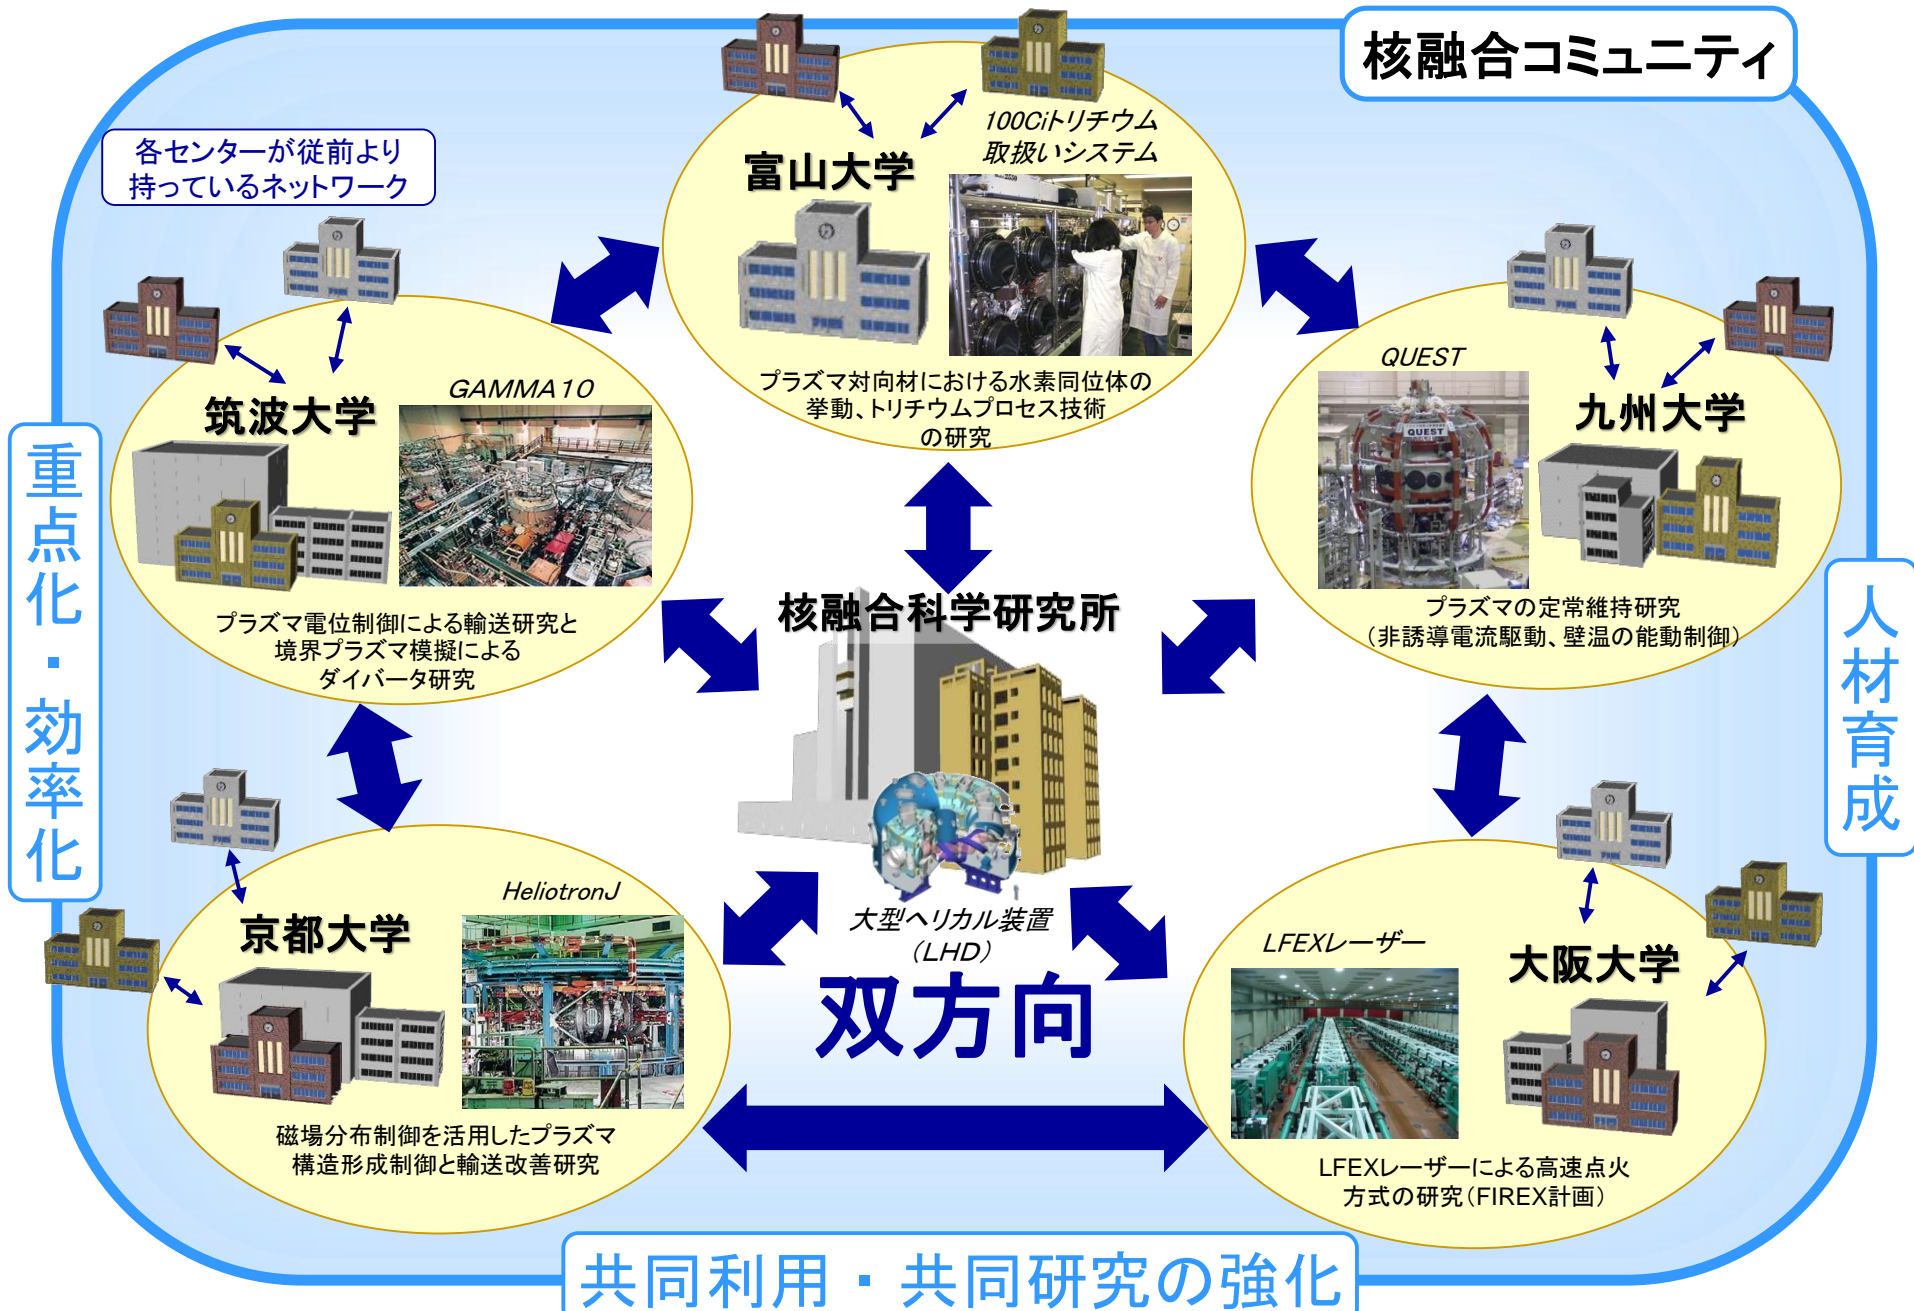 核融合コミュニティ
各センターが従前より
持っているネットワーク
富山大学
100Ciトリチウム
取扱いシステム
プラズマ対向材における水素同位体の
挙動、トリチウムプロセス技術
の研究
筑波大学
GAMMA10
プラズマ電位制御による輸送研究と
境界プラズマ模擬による
ダイバータ研究
QUEST
QUEST
九州大学
プラズマの定常維持研究
（非誘導電流駆動、壁温の能動制御）
核融合科学研究所
大型ヘリカル装置
（LHD）
双方向
京都大学
HeliotronJ
磁場分布制御を活用したプラズマ
構造形成制御と輸送改善研究
LFEXレーザー
大阪大学
LFEXレーザーによる高速点火
方式の研究（FIREX計画）
重点化・効率化
人材育成
共同利用・共同研究の強化